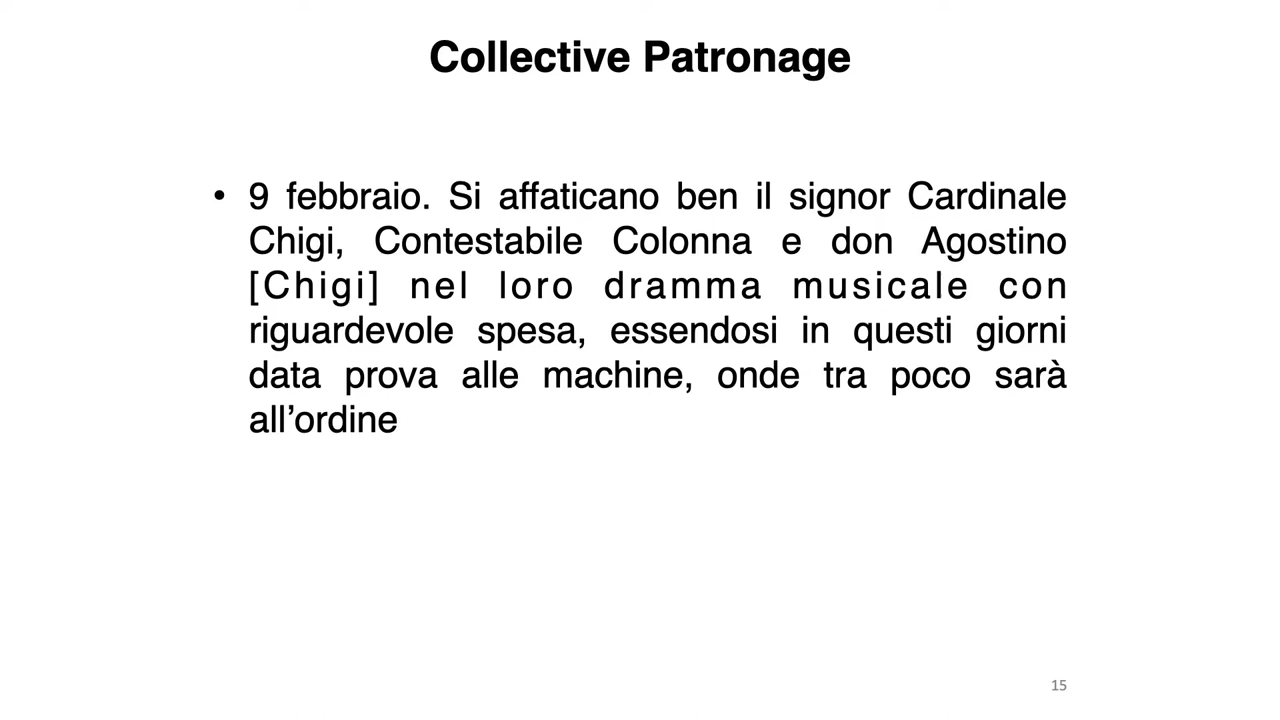 Collective Patronage
• 9 febbraio. Si affaticano ben il signor Cardinale
Chigi, Contestabile Colonna e don Agostino
[Chigi] nel loro dramma musicale con
riguardevole spesa, essendosi in questi giorni
data prova alle machine, onde tra poco sarà
all’ordine
15